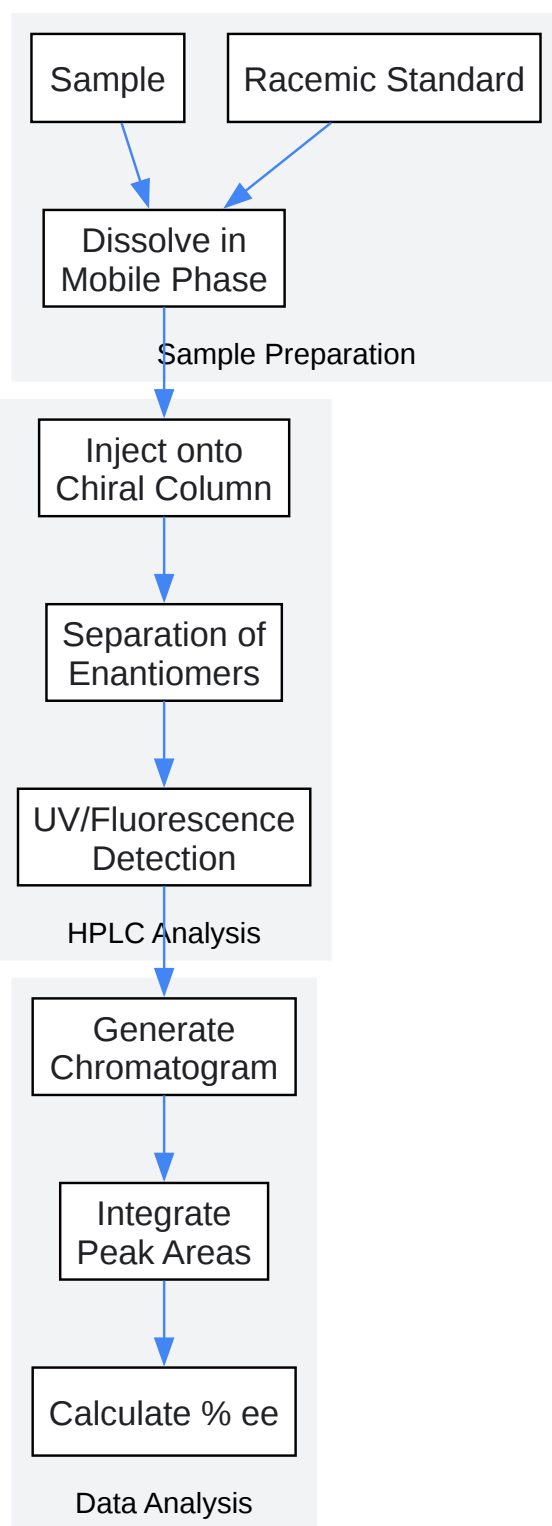 Sample
Racemic Standard
Dissolve in
Mobile Phase
Sample Preparation
Inject onto
Chiral Column
Separation of
Enantiomers
UV/Fluorescence
Detection
HPLC Analysis
Generate
Chromatogram
Integrate
Peak Areas
Calculate % ee
Data Analysis